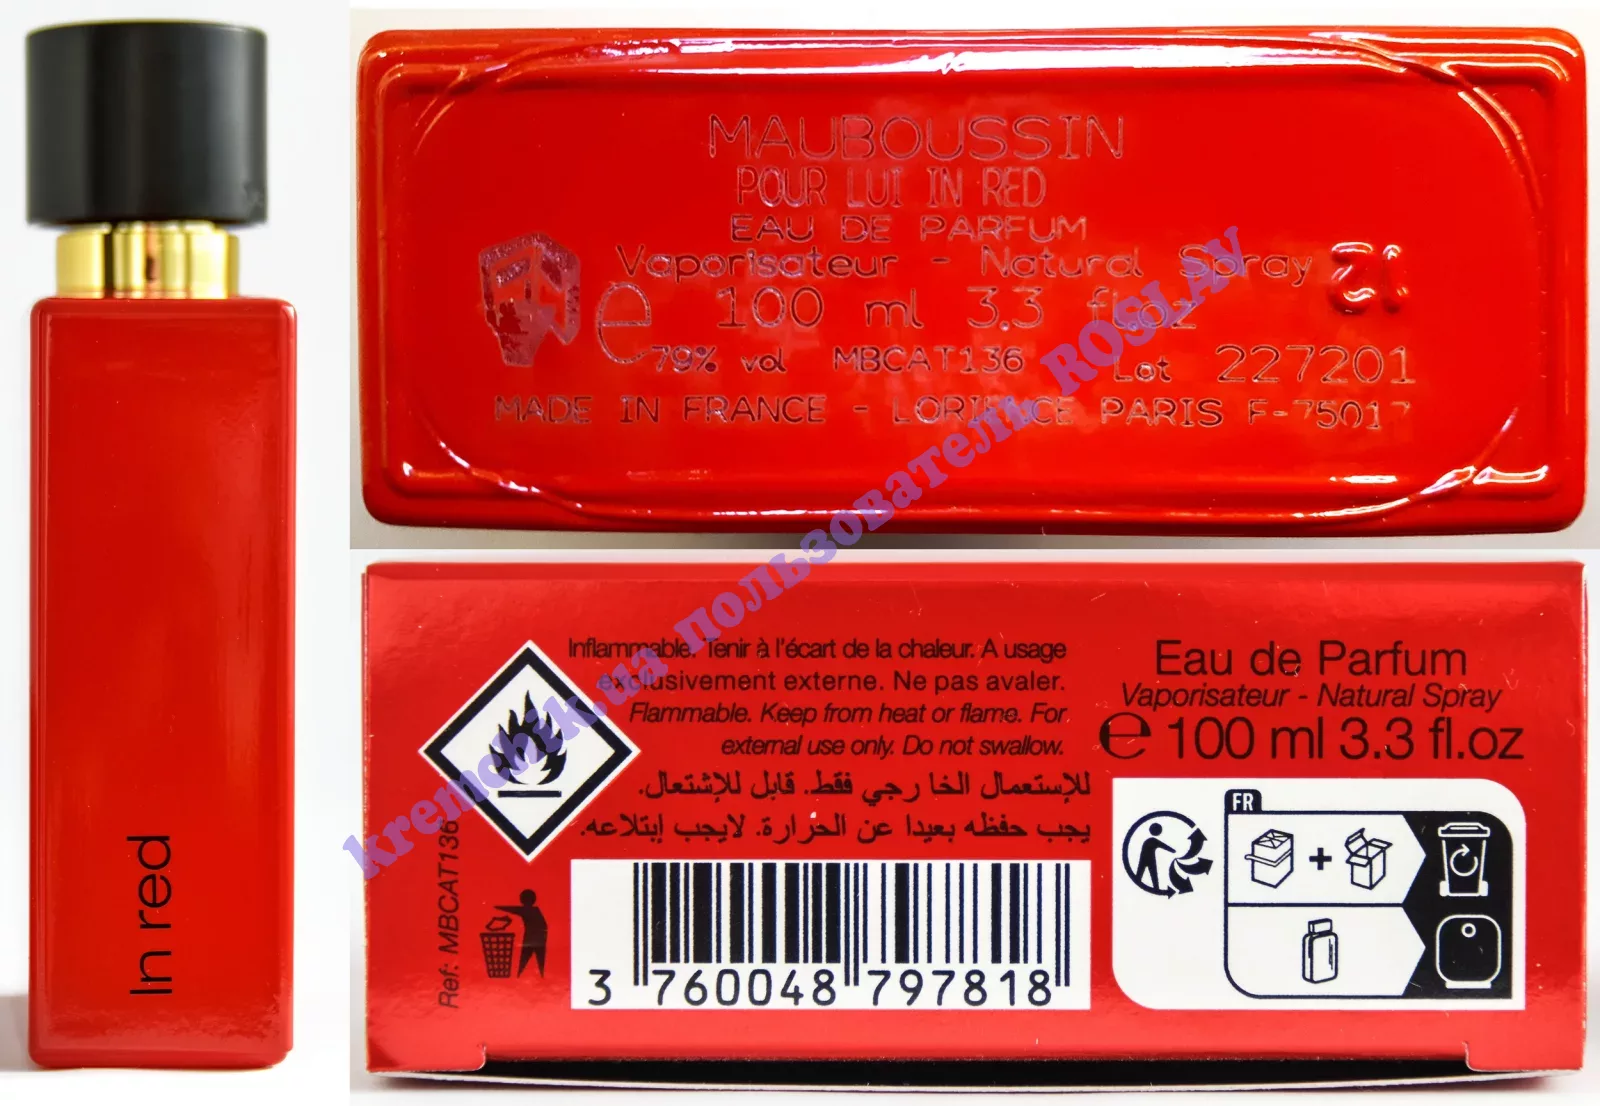 In red
MAUBOUSSIN
POUR LUI IN RED
EAU DE PARFUM
Vaporisateur - Natural Spray
e 100 ml 3.3 fl.oz
79% vol MBCAT136 Lot 227201
MADE IN FRANCE - LORIENCE PARIS F-75017
12
kremchik.ua пользователь ROSLAV
Inflammable. Tenir à l'écart de la chaleur. A usage
exclusivement externe. Ne pas avaler.
Flammable. Keep from heat or flame. For
external use only. Do not swallow.
للإستعمال الخا رجي فقط. قابل للإشتعال.
يجب حفظه بعيدا عن الحرارة. لايجب إبتلاعه.
Ref: MBCAT136
3 760048 797818
Eau de Parfum
Vaporisateur - Natural Spray
e 100 ml 3.3 fl.oz
FR